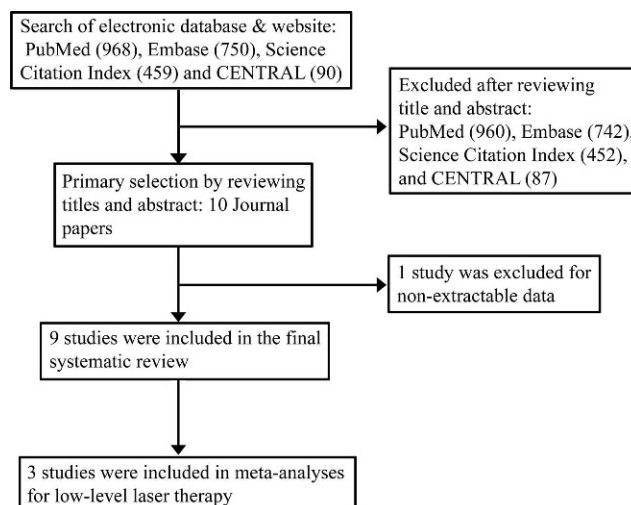 Search of electronic database & website:
PubMed (968), Embase (750), Science
Citation Index (459) and CENTRAL (90)
Excluded after reviewing
title and abstract:
PubMed (960), Embase (742),
Science Citation Index (452),
and CENTRAL (87)
Primary selection by reviewing
titles and abstract: 10 Journal
papers
1 study was excluded for
non-extractable data
9 studies were included in the final
systematic review
3 studies were included in meta-analyses
for low-level laser therapy